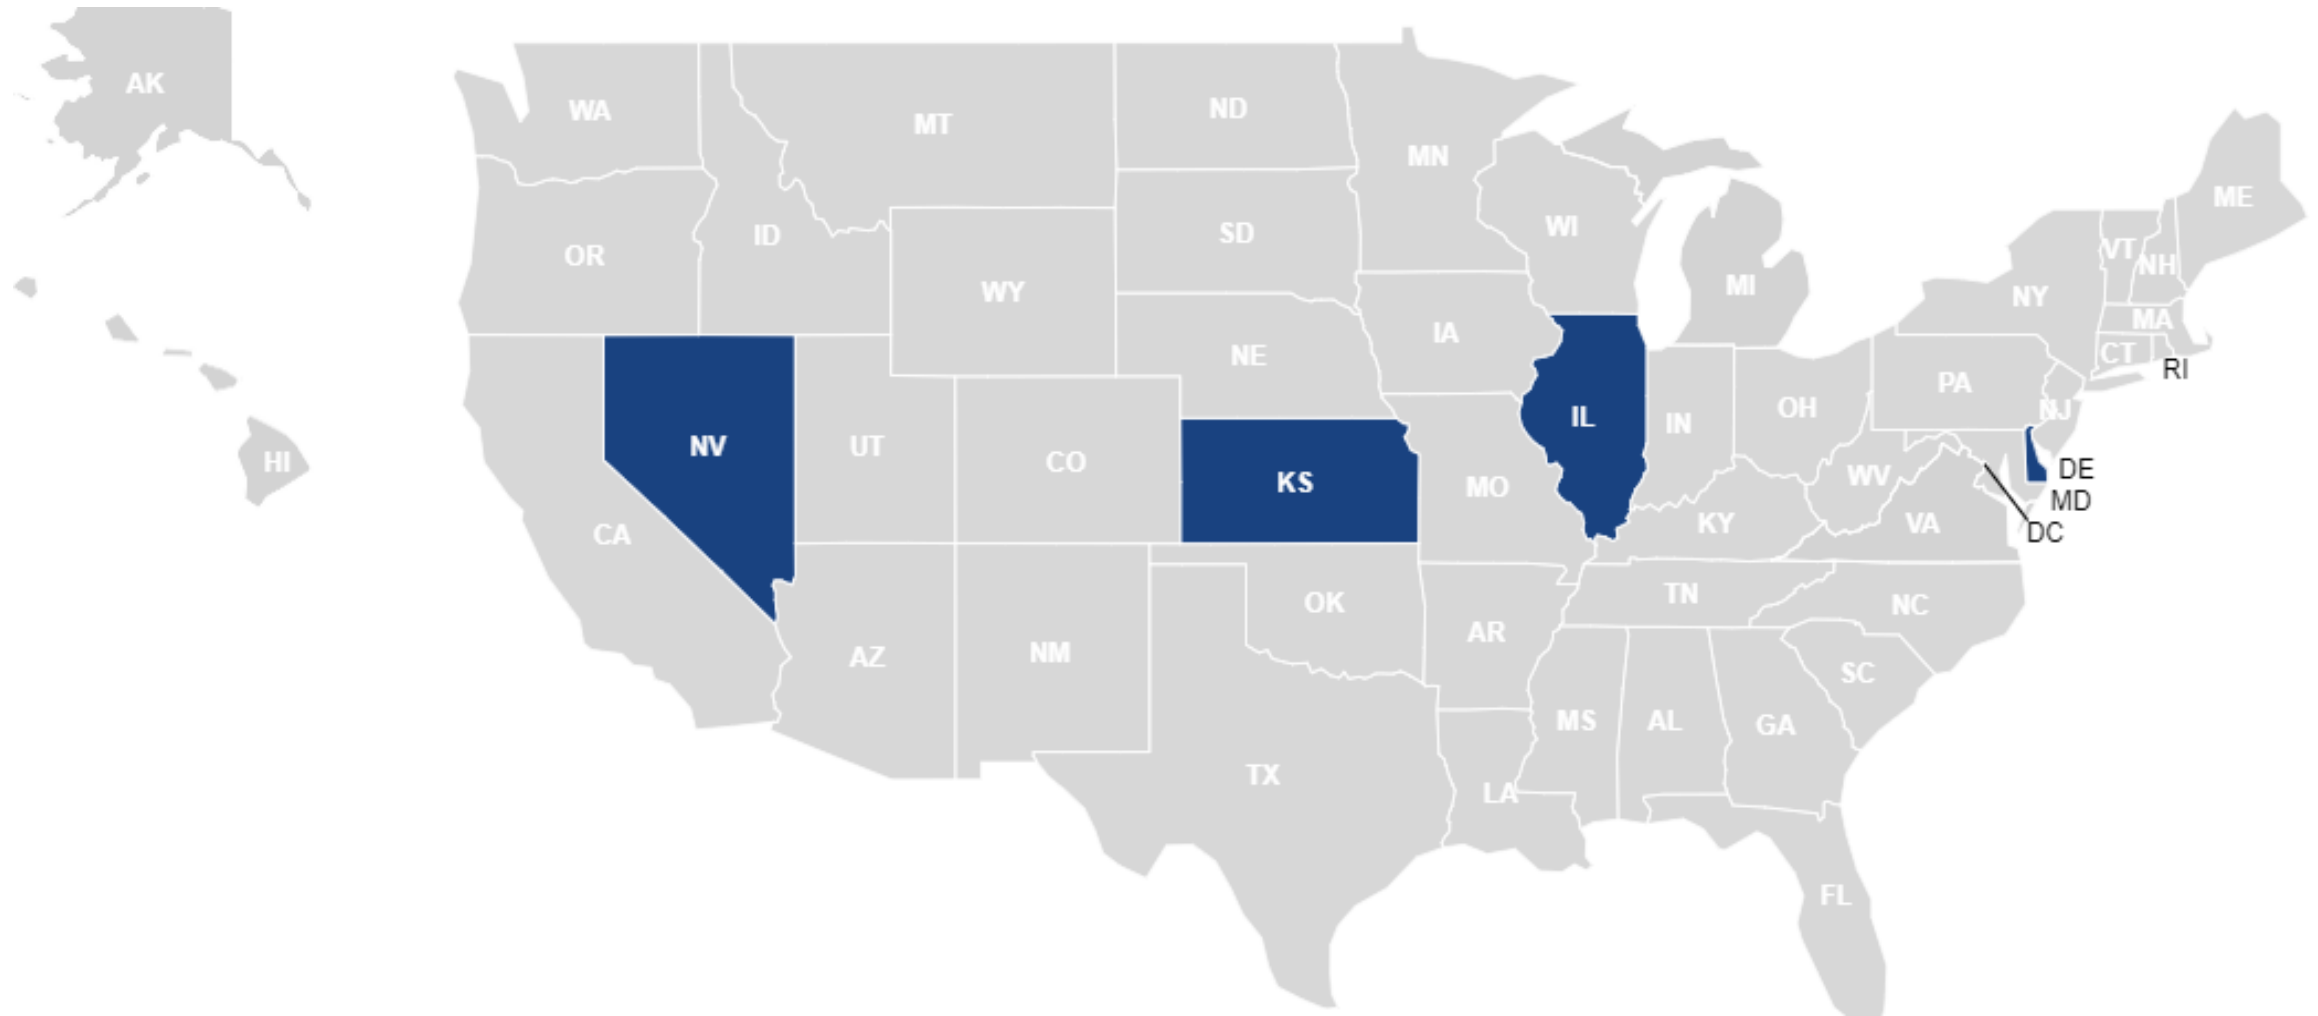 AK
WA
MT
ND
MN
ME
OR
ID
WY
SD
WI
MI
NY
VT
NH
MA
CT
RI
NV
UT
CO
NE
IA
IL
IN
OH
PA
NJ
HI
CA
KS
MO
KY
WV
VA
DE
MD
DC
AZ
NM
OK
AR
TN
NC
SC
TX
LA
MS
AL
GA
FL